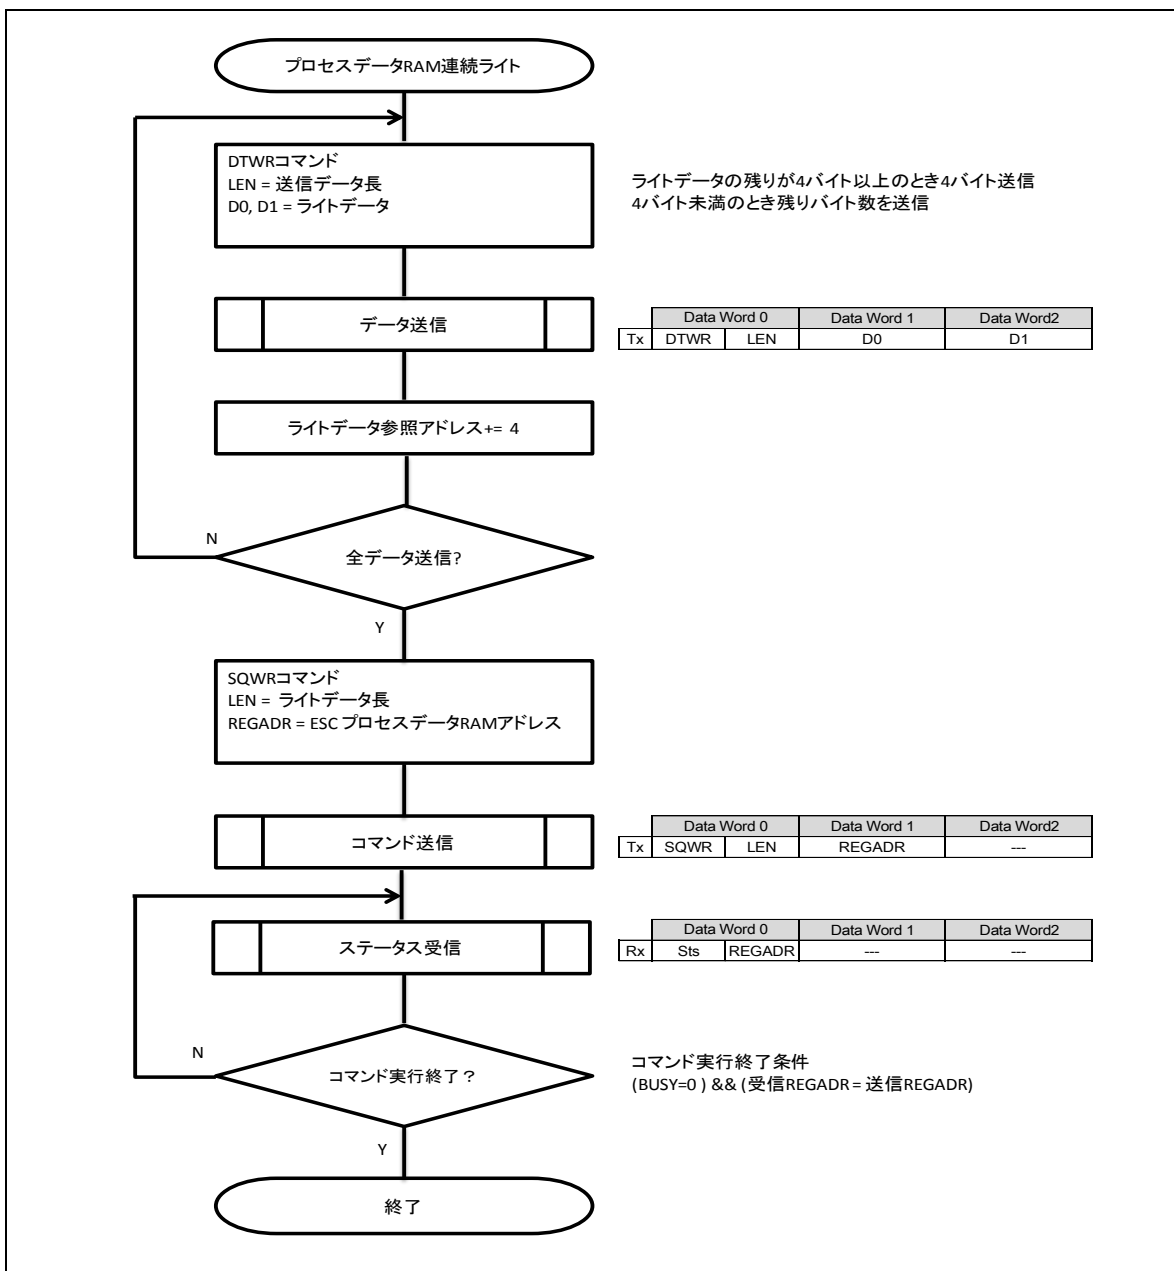 プロセスデータRAM連続ライト
DTWRコマンド
LEN = 送信データ長
D0, D1 = ライトデータ
ライトデータの残りが4バイト以上のとき4バイト送信
4バイト未満のとき残りバイト数を送信
データ送信
Data Word 0 Data Word 1 Data Word2
Tx DTWR LEN D0 D1
ライトデータ参照アドレス+= 4
N
全データ送信?
Y
SQWRコマンド
LEN = ライトデータ長
REGADR = ESC プロセスデータRAMアドレス
コマンド送信
Data Word 0 Data Word 1 Data Word2
Tx SQWR LEN REGADR ---
ステータス受信
Data Word 0 Data Word 1 Data Word2
Rx Sts REGADR --- ---
N
コマンド実行終了？
コマンド実行終了条件
(BUSY=0 ) && (受信REGADR = 送信REGADR)
Y
終了